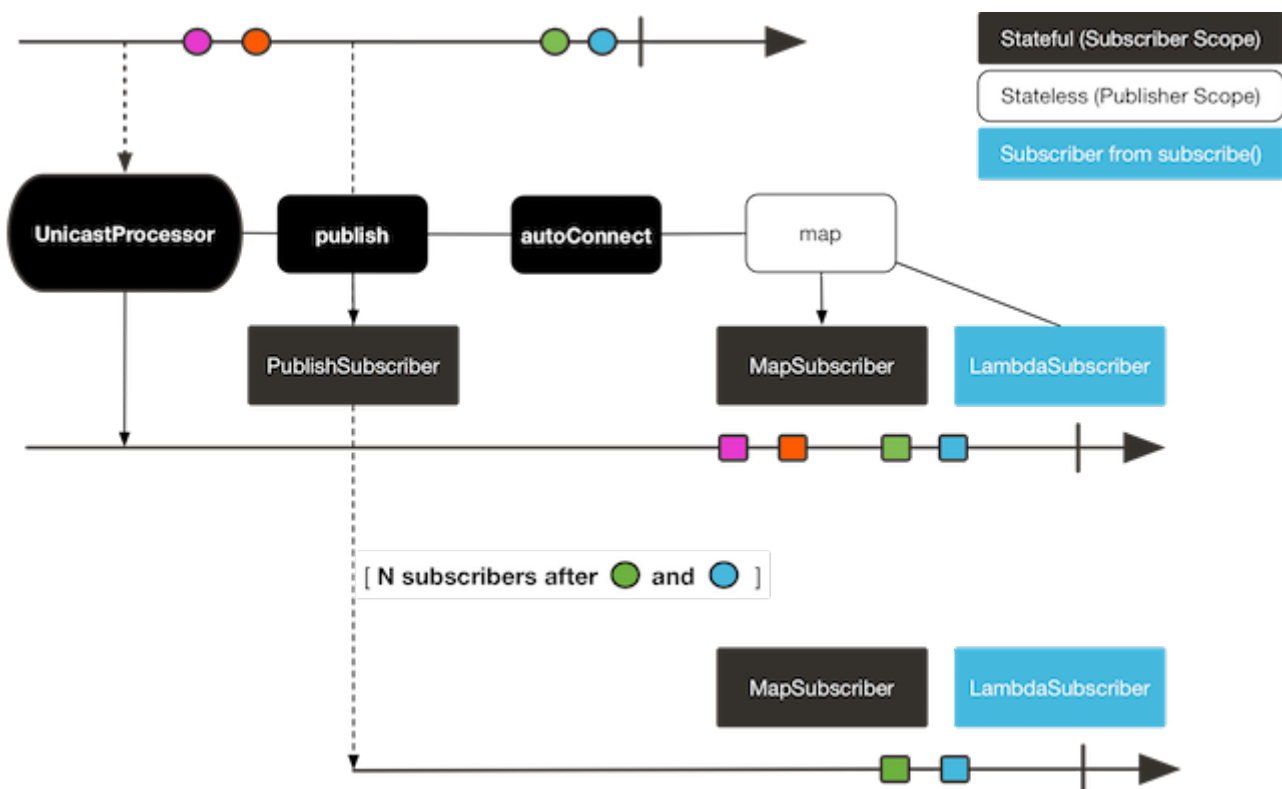 Stateful (Subscriber Scope)
Stateless (Publisher Scope)
Subscriber from subscribe()
UnicastProcessor
publish
autoConnect
map
PublishSubscriber
MapSubscriber
LambdaSubscriber
[ N subscribers after and ]
MapSubscriber
LambdaSubscriber